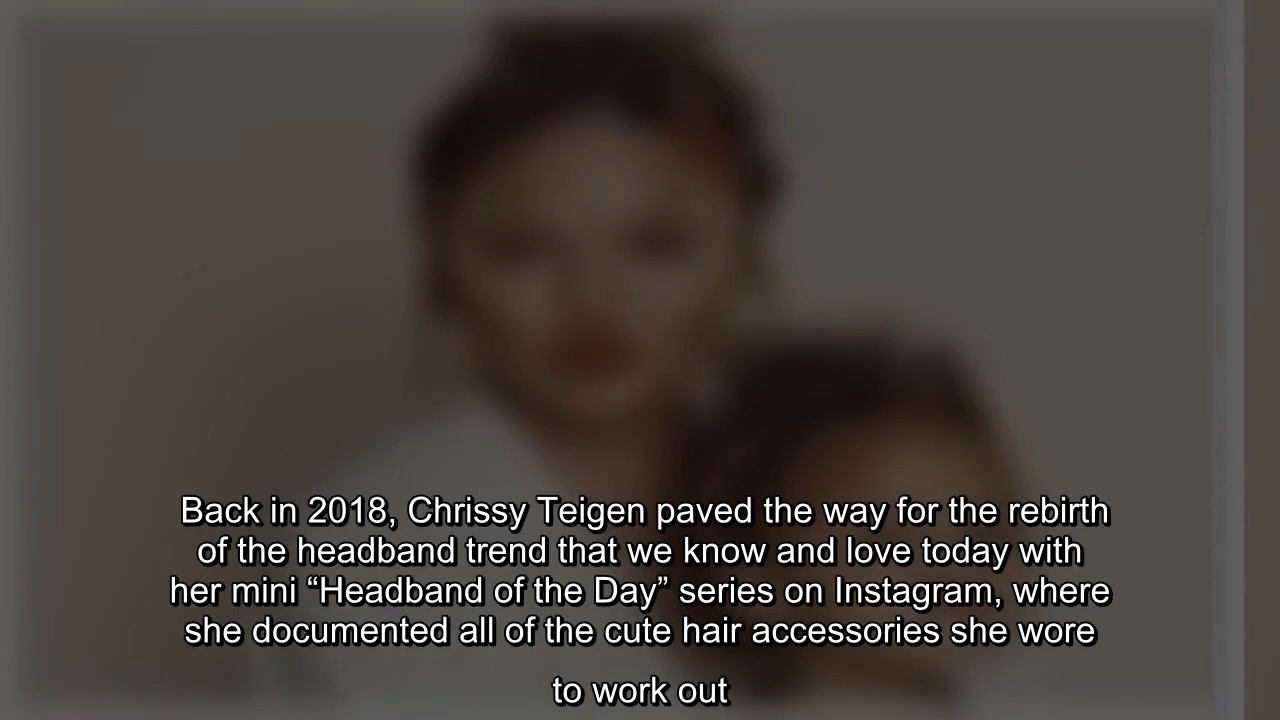 Back in 2018, Chrissy Teigen paved the way for the rebirth
of the headband trend that we know and love today with
her mini “Headband of the Day” series on Instagram, where
she documented all of the cute hair accessories she wore
to work out